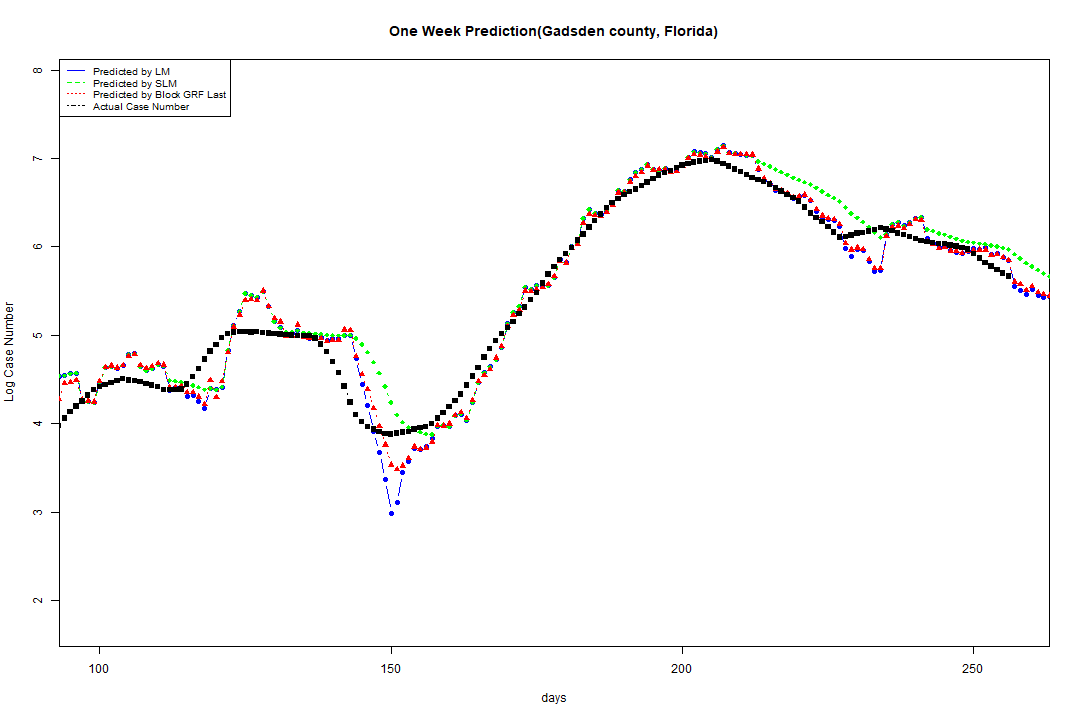 One Week Prediction(Gadsden county, Florida)
Predicted by LM
Predicted by SLM
Predicted by Block GRF Last
Actual Case Number
8
7
6
5
4
3
2
Log Case Number
100 150 200 250
days